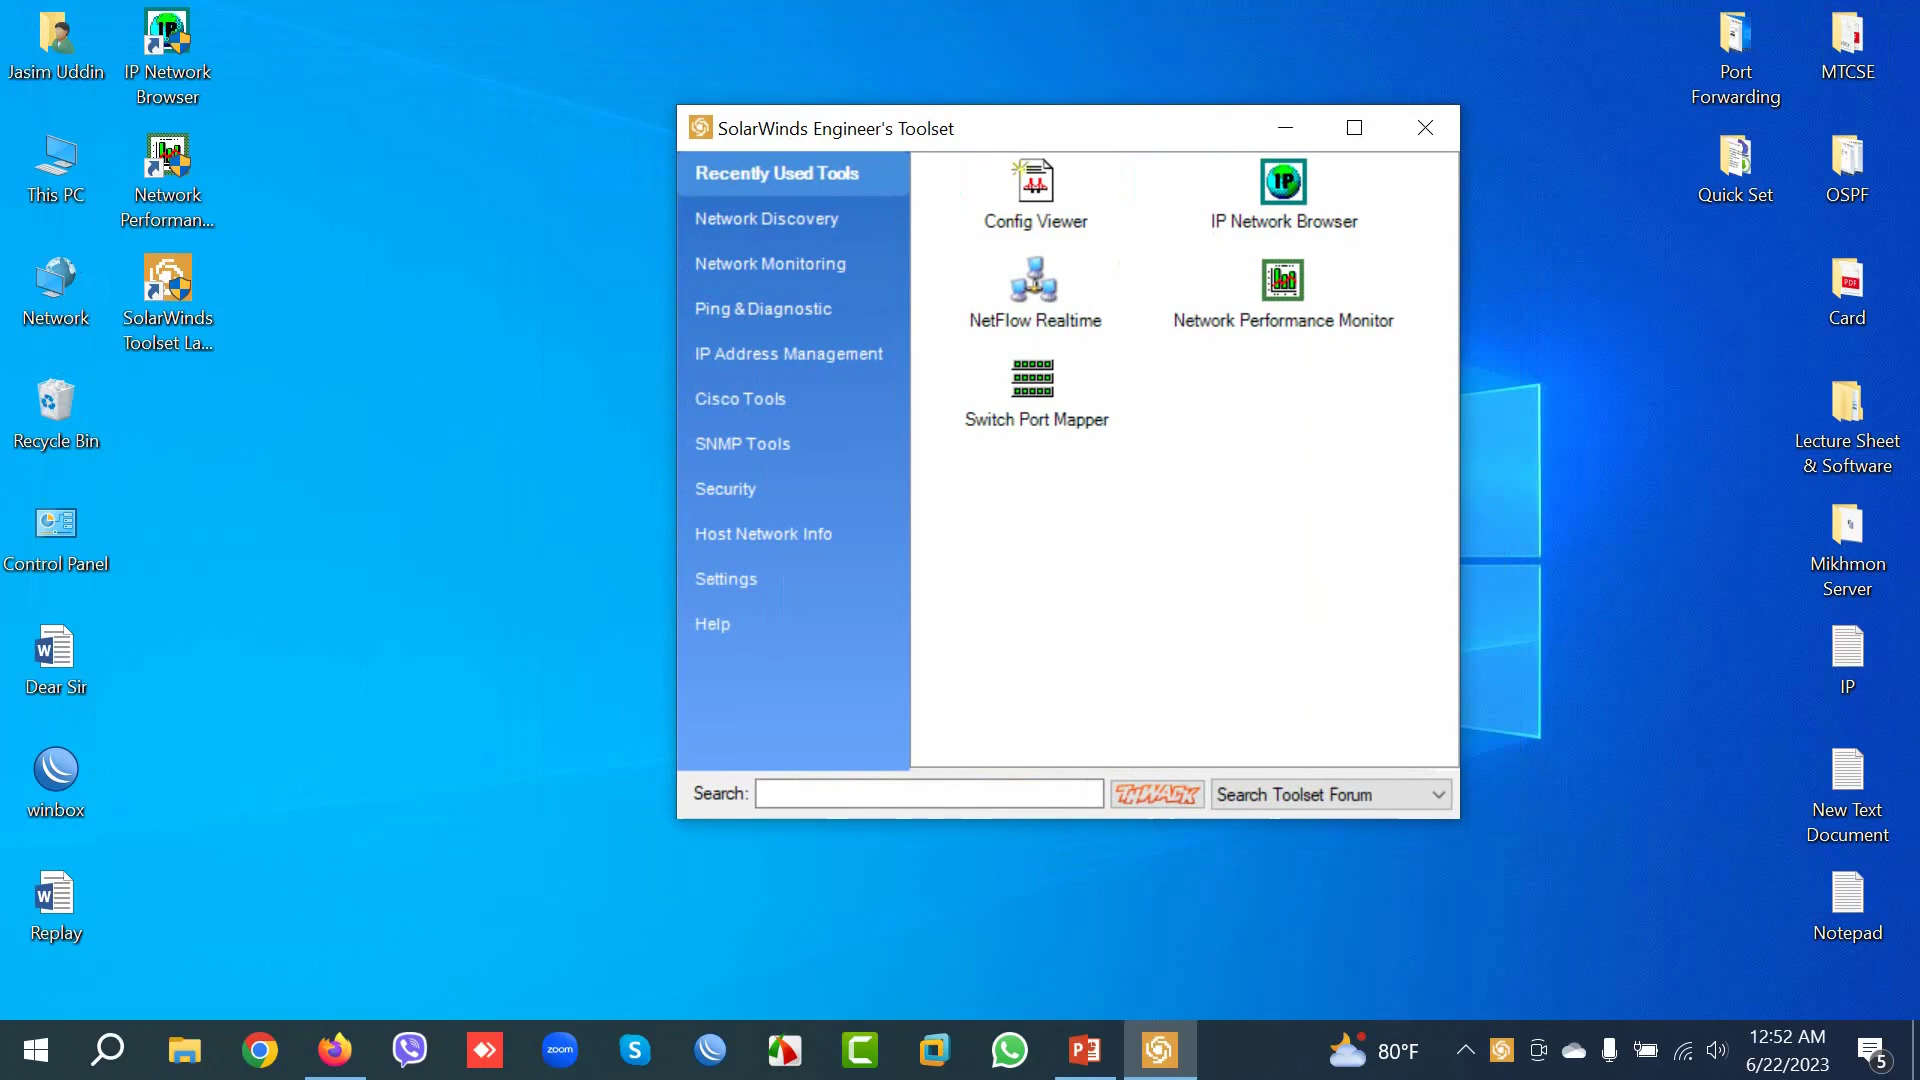 Jasim Uddin
IP Network
Browser
This PC
Network
Performan...
Network
SolarWinds
Toolset La...
Recycle Bin
Control Panel
Dear Sir
winbox
Replay
SolarWinds Engineer's Toolset
Recently Used Tools
Network Discovery
Network Monitoring
Ping & Diagnostic
IP Address Management
Cisco Tools
SNMP Tools
Security
Host Network Info
Settings
Help
Config Viewer
IP Network Browser
NetFlow Realtime
Network Performance Monitor
Switch Port Mapper
Search:
THWACK
Search Toolset Forum
Port
Forwarding
MTCSE
Quick Set
OSPF
Card
Lecture Sheet
& Software
Mikhmon
Server
IP
New Text
Document
Notepad
zoom
80°F
12:52 AM
6/22/2023
5